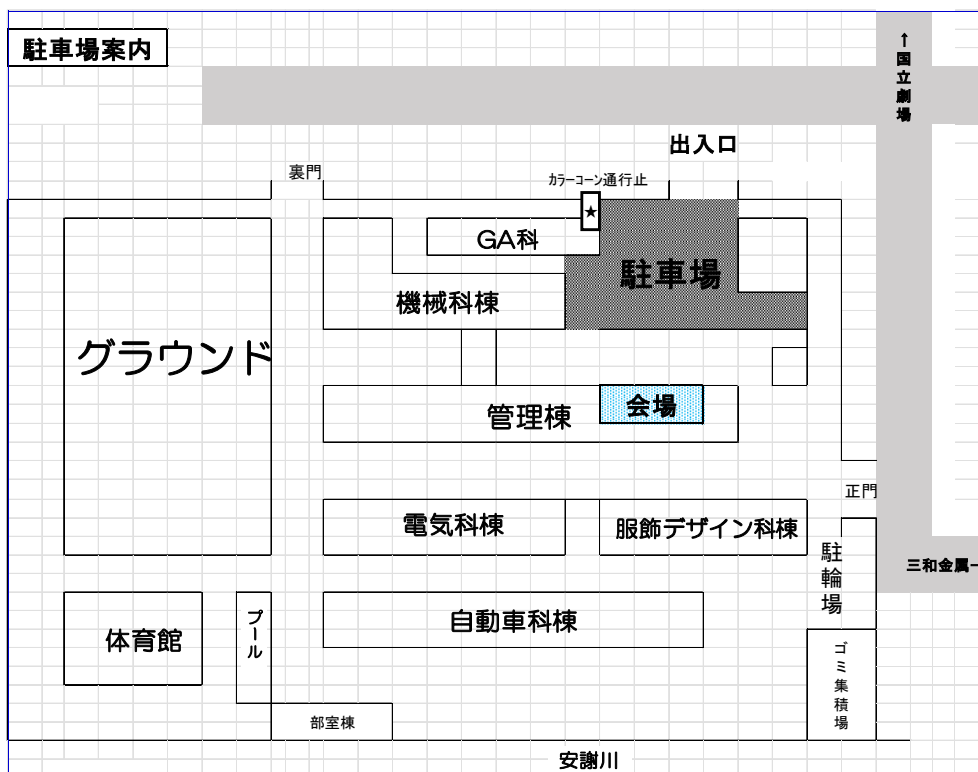 駐車場案内
↑国立劇場
出入口
裏門
カラーコーン通行止
★
GA科
駐車場
機械科棟
グラウンド
会場
管理棟
正門
電気科棟
服飾デザイン科棟
駐輪場
三和金属
自動車科棟
プール
体育館
ゴミ集積場
部室棟
安謝川